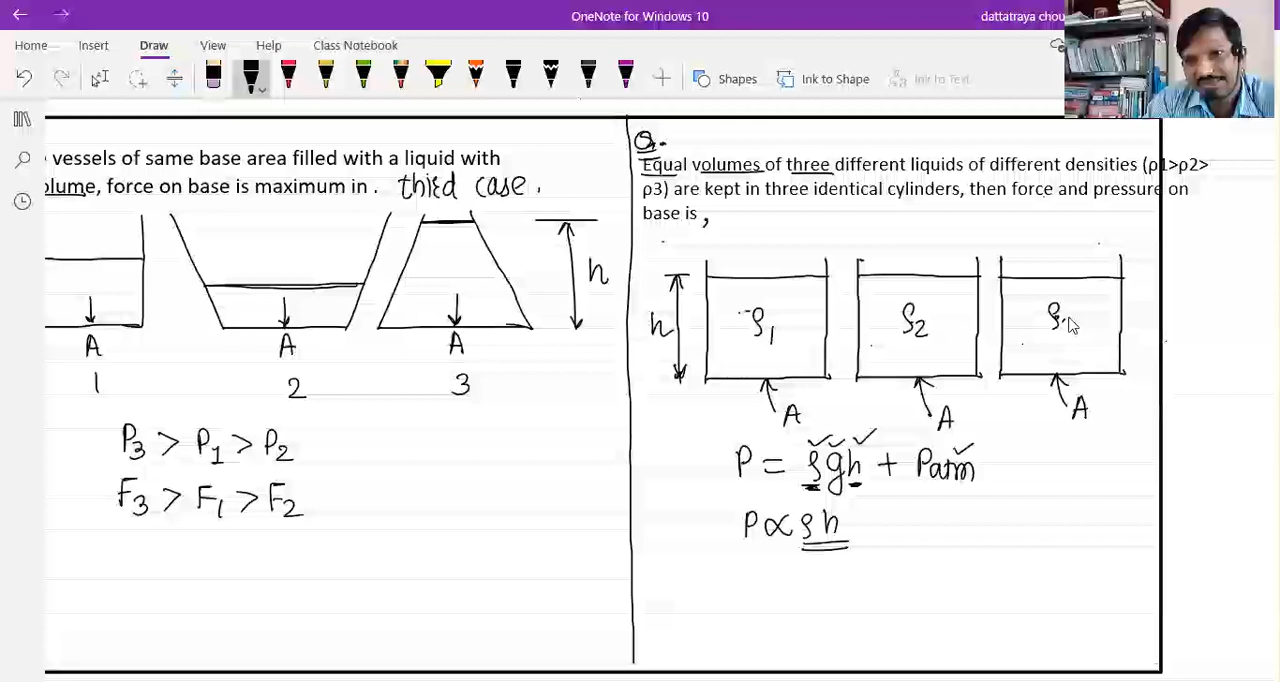 OneNote for Windows 10
dattatraya chou
Home Insert Draw View Help Class Notebook
Shapes Ink to Shape Ink to Text
vessels of same base area filled with a liquid with
lume, force on base is maximum in . third case.
h
A A A
1 2 3
P3 > P1 > P2
F3 > F1 > F2
Q.
Equal volumes of three different liquids of different densities (ρ1>ρ2>
ρ3) are kept in three identical cylinders, then force and pressure on
base is ,
h ρ1 ρ2 ρ
A A A
P = ρgh + Patm
P ∝ ρh